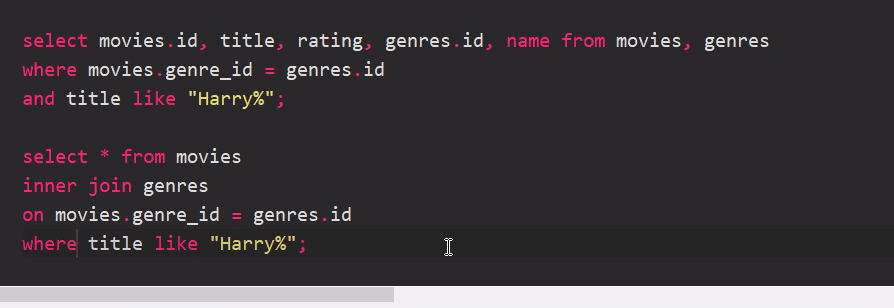 select movies.id, title, rating, genres.id, name from movies, genres
where movies.genre_id = genres.id
and title like "Harry%";
select * from movies
inner join genres
on movies.genre_id = genres.id
where title like "Harry%";